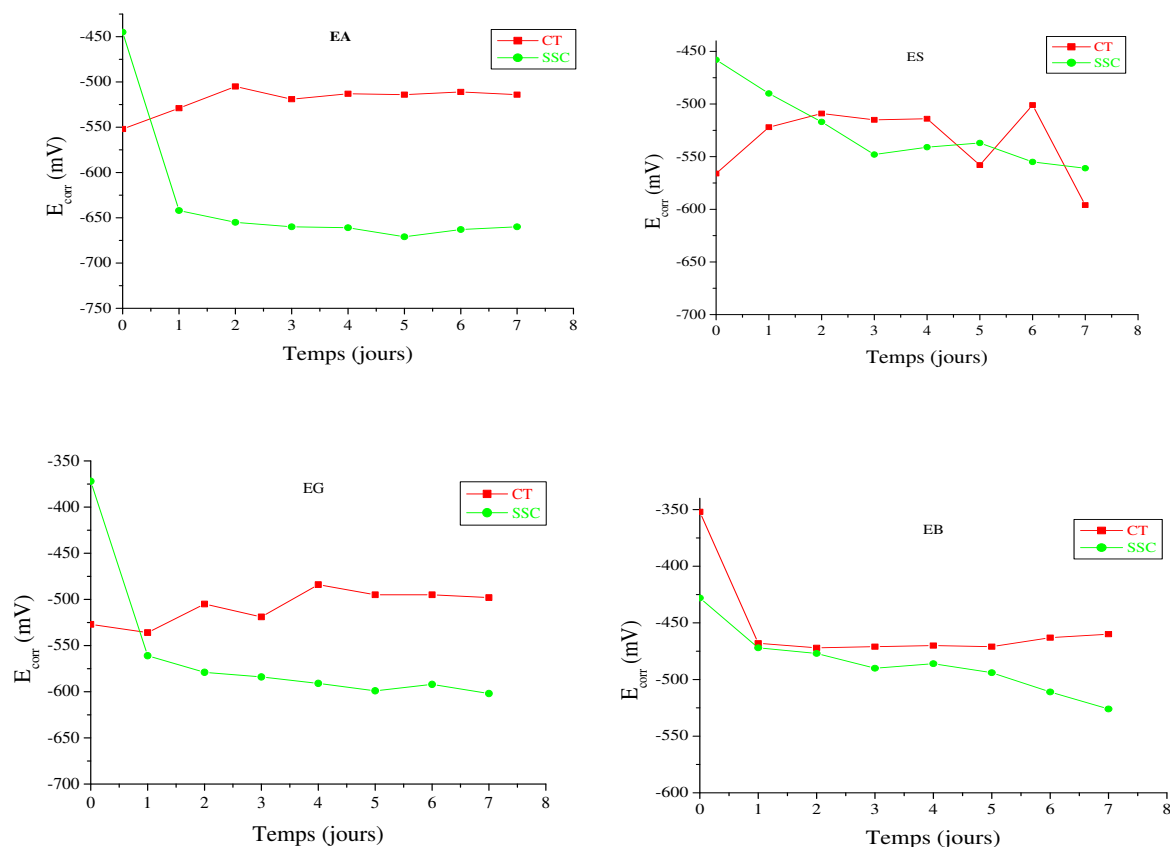 EA
CT
SSC
-450
-500
-550
-600
-650
-700
-750
E_corr (mV)
0 1 2 3 4 5 6 7 8
Temps (jours)
ES
CT
SSC
-450
-500
-550
-600
-650
-700
E_corr (mV)
0 1 2 3 4 5 6 7 8
Temps (jours)
EG
CT
SSC
-350
-400
-450
-500
-550
-600
-650
-700
E_corr (mV)
0 1 2 3 4 5 6 7 8
Temps (jours)
EB
CT
SSC
-350
-400
-450
-500
-550
-600
E_corr (mV)
0 1 2 3 4 5 6 7 8
Temps (jours)